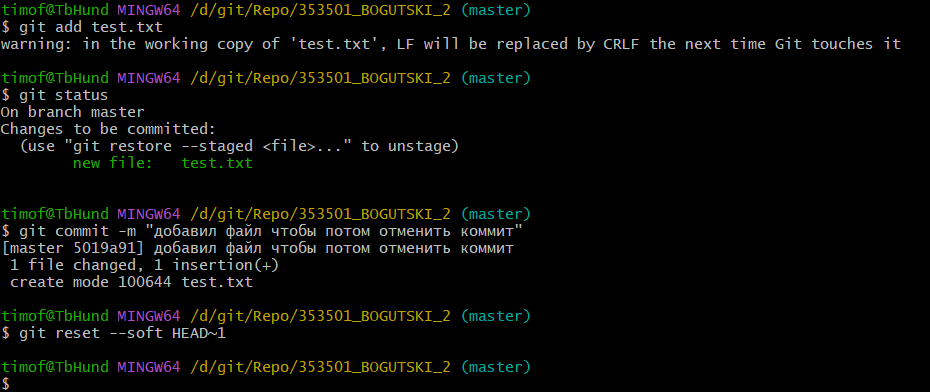 timof@TbHund MINGW64 /d/git/Repo/353501_BOGUTSKI_2 (master)
$ git add test.txt
warning: in the working copy of 'test.txt', LF will be replaced by CRLF the next time Git touches it
timof@TbHund MINGW64 /d/git/Repo/353501_BOGUTSKI_2 (master)
$ git status
On branch master
Changes to be committed:
  (use "git restore --staged <file>..." to unstage)
        new file:   test.txt
timof@TbHund MINGW64 /d/git/Repo/353501_BOGUTSKI_2 (master)
$ git commit -m "добавил файл чтобы потом отменить коммит"
[master 5019a91] добавил файл чтобы потом отменить коммит
 1 file changed, 1 insertion(+)
 create mode 100644 test.txt
timof@TbHund MINGW64 /d/git/Repo/353501_BOGUTSKI_2 (master)
$ git reset --soft HEAD~1
timof@TbHund MINGW64 /d/git/Repo/353501_BOGUTSKI_2 (master)
$